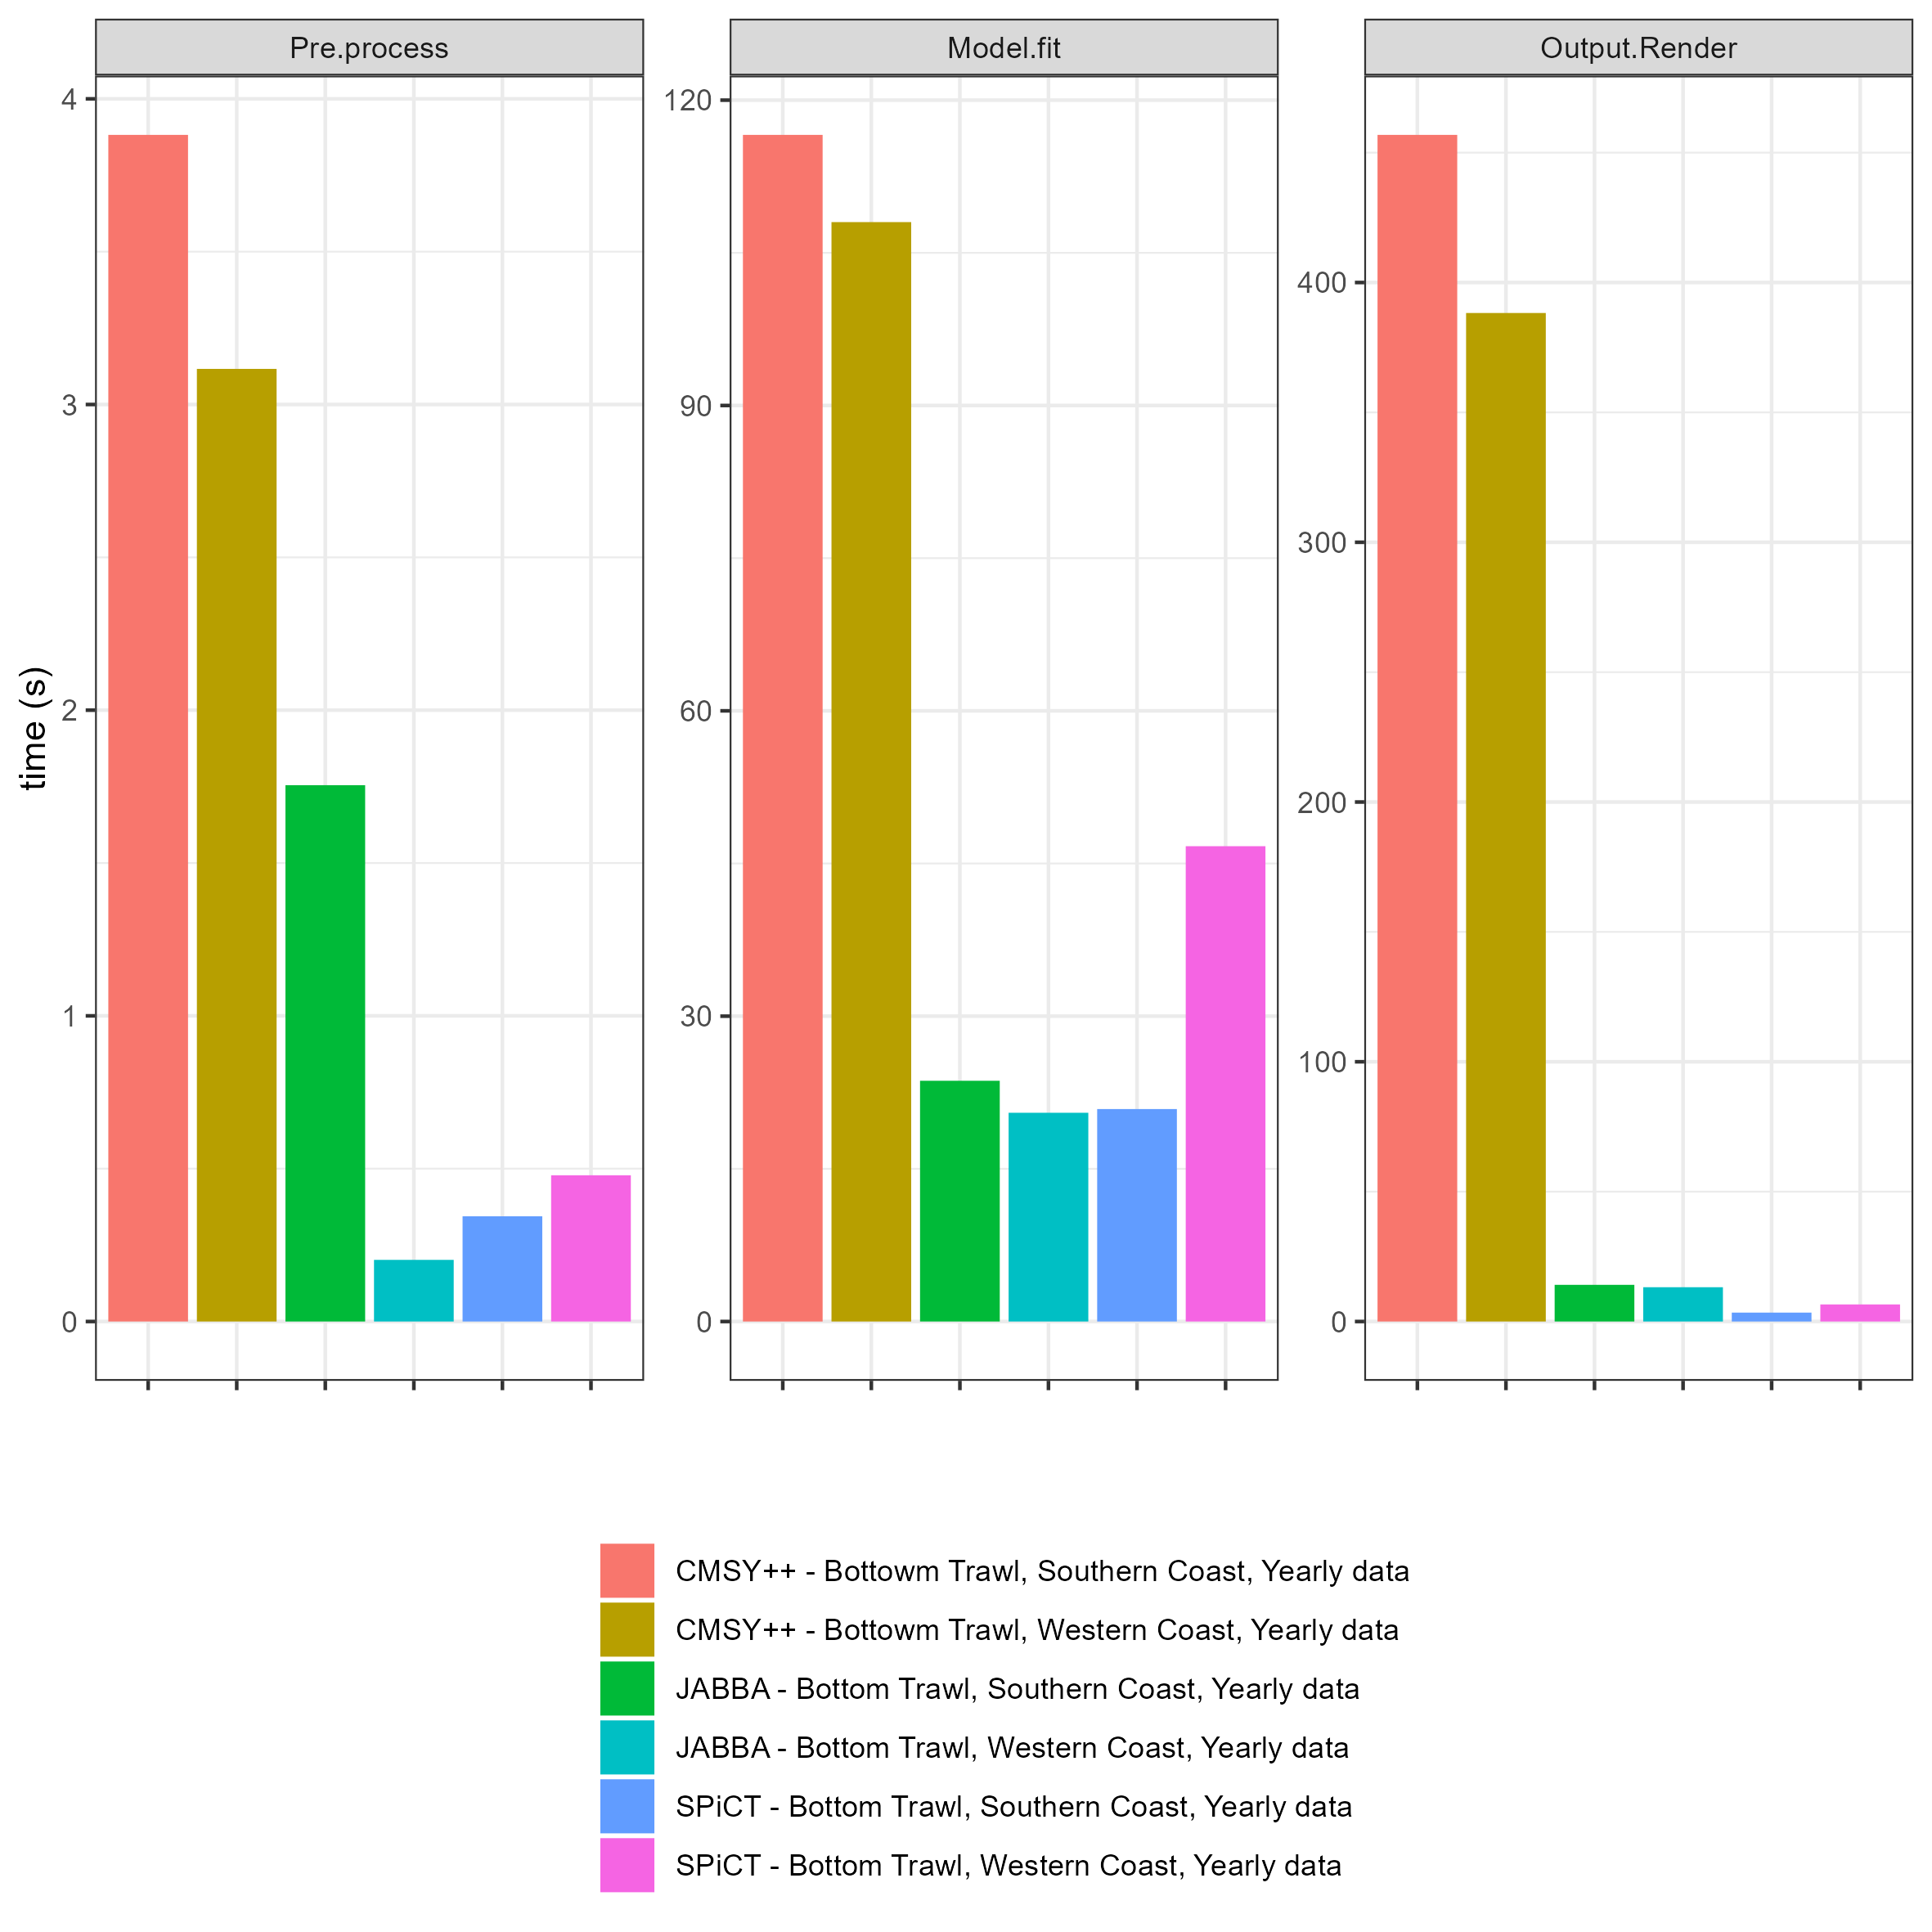 Pre.process
Model.fit
Output.Render
time (s)
4
3
2
1
0
120
90
60
30
0
400
300
200
100
0
CMSY++ - Bottowm Trawl, Southern Coast, Yearly data
CMSY++ - Bottowm Trawl, Western Coast, Yearly data
JABBA - Bottom Trawl, Southern Coast, Yearly data
JABBA - Bottom Trawl, Western Coast, Yearly data
SPiCT - Bottom Trawl, Southern Coast, Yearly data
SPiCT - Bottom Trawl, Western Coast, Yearly data